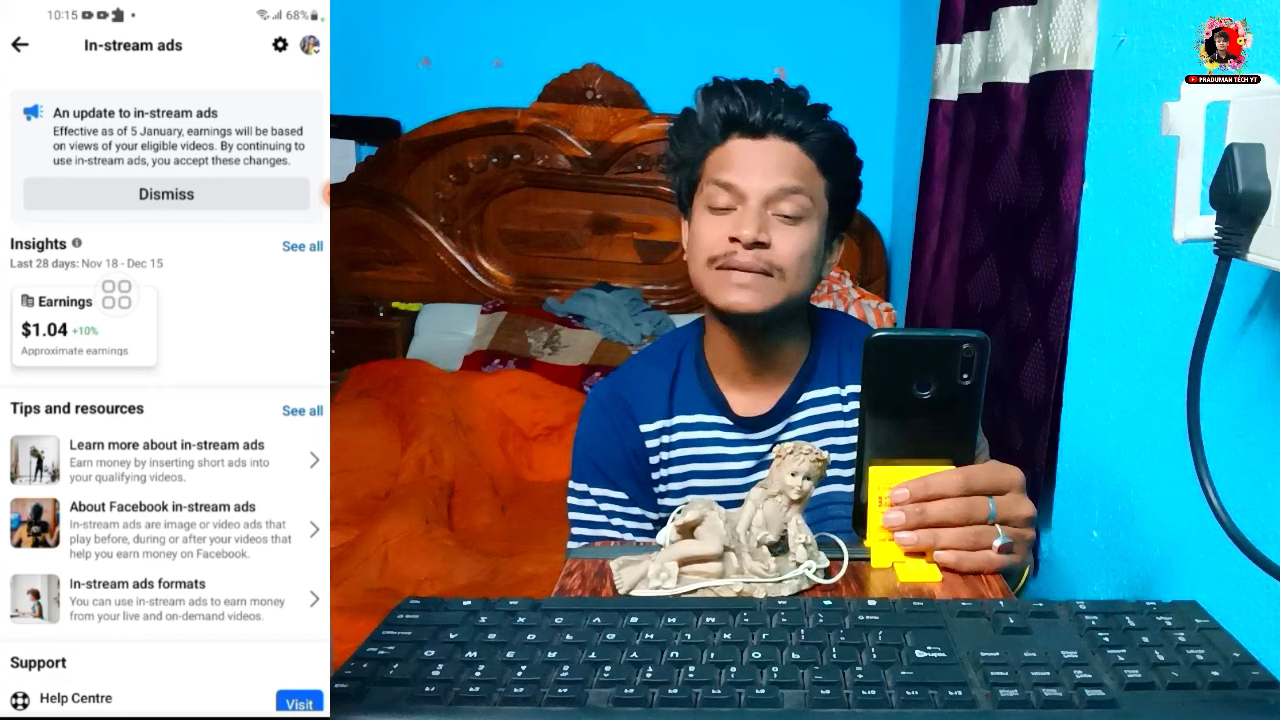 10:15
68%
In-stream ads
An update to in-stream ads
Effective as of 5 January, earnings will be based
on views of your eligible videos. By continuing to
use in-stream ads, you accept these changes.
Dismiss
Insights
See all
Last 28 days: Nov 18 - Dec 15
Earnings
$1.04 +10%
Approximate earnings
Tips and resources
See all
Learn more about in-stream ads
Earn money by inserting short ads into
your qualifying videos.
About Facebook in-stream ads
In-stream ads are image or video ads that
play before, during or after your videos that
help you earn money on Facebook.
In-stream ads formats
You can use in-stream ads to earn money
from your live and on-demand videos.
Support
Help Centre
Visit
PRADUMAN TECH YT